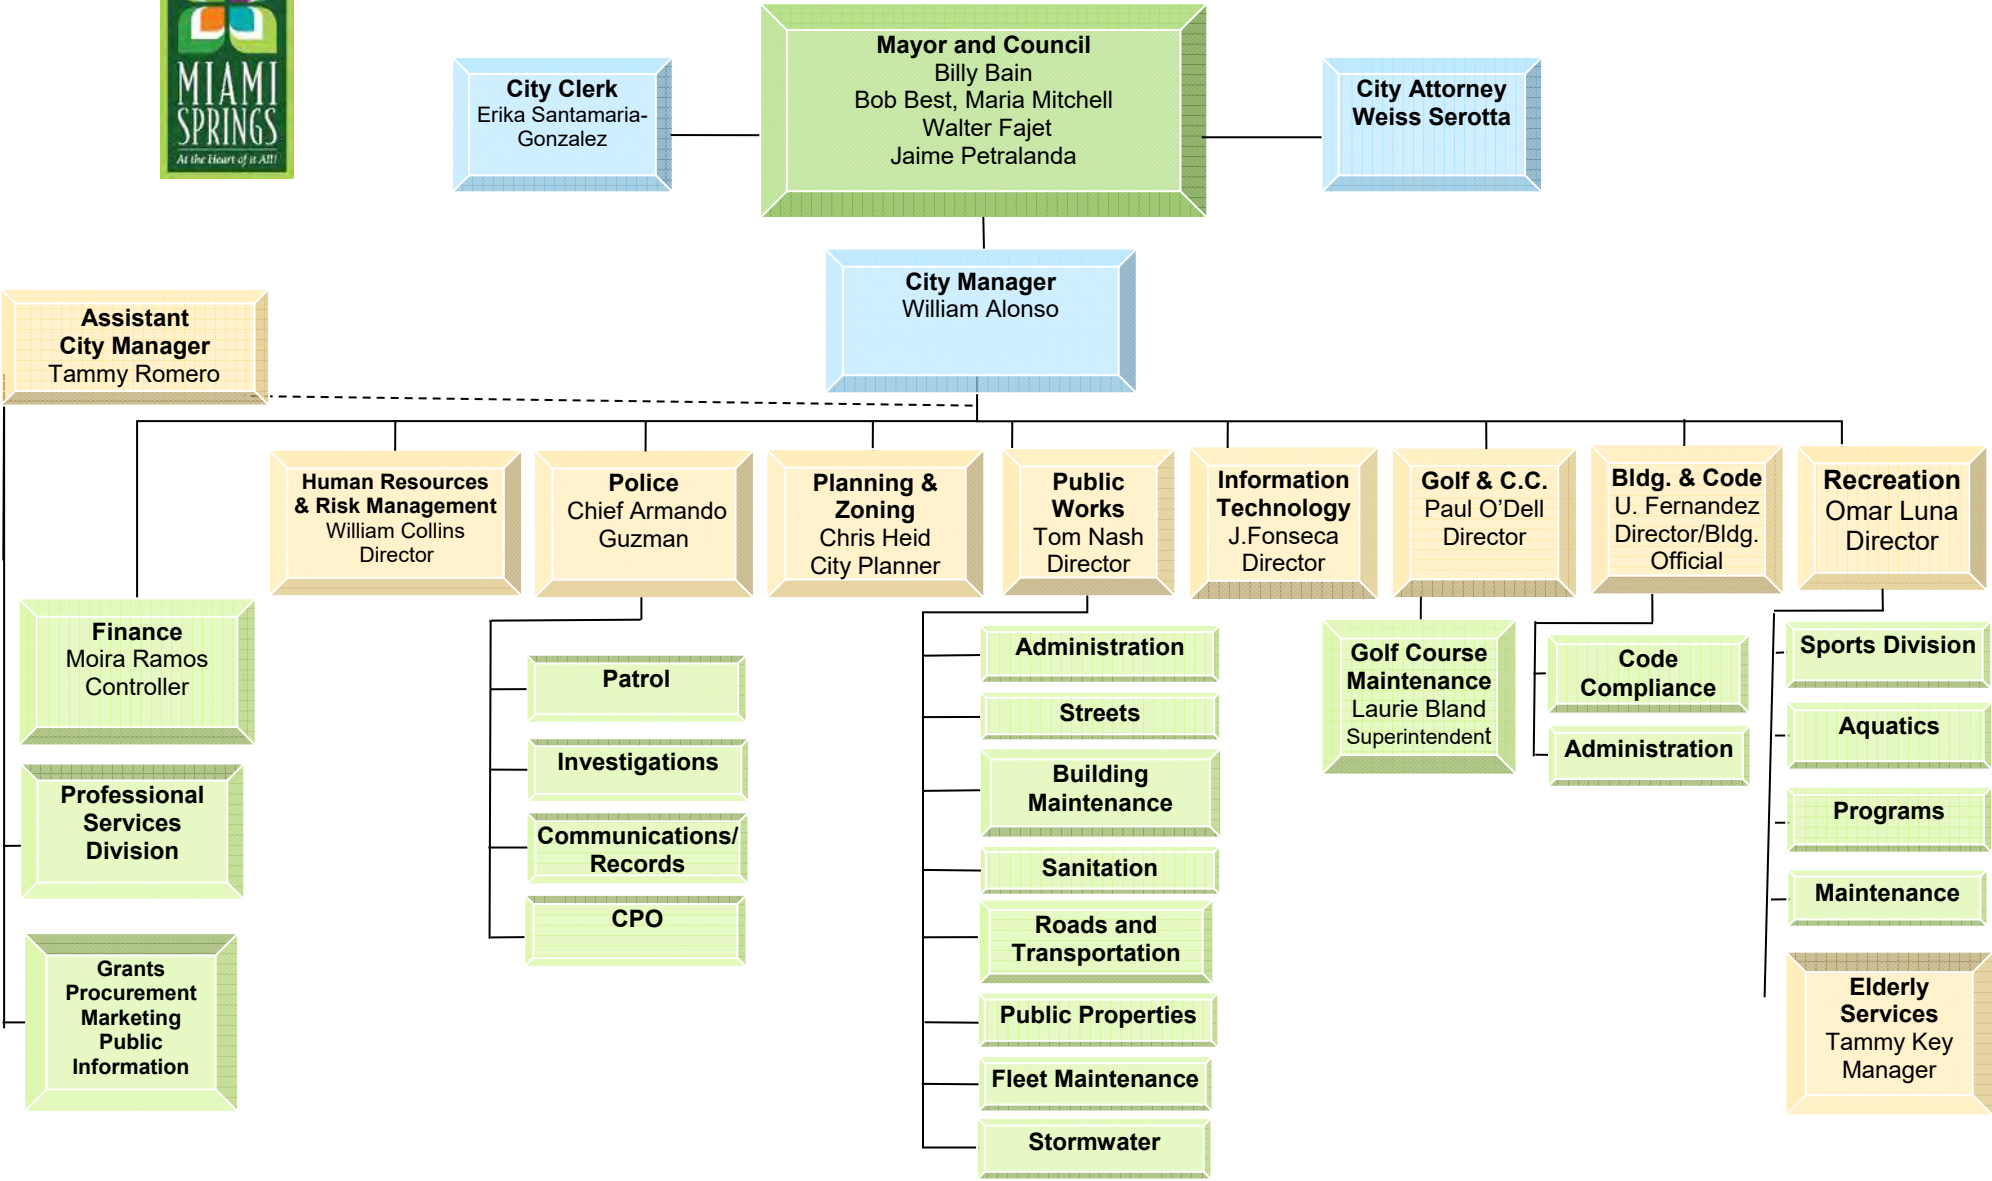 MIAMI
SPRINGS
At the Heart of it All!
City Clerk
Erika Santamaria-
Gonzalez
Mayor and Council
Billy Bain
Bob Best, Maria Mitchell
Walter Fajet
Jaime Petralanda
City Attorney
Weiss Serotta
City Manager
William Alonso
Assistant
City Manager
Tammy Romero
Human Resources
& Risk Management
William Collins
Director
Police
Chief Armando
Guzman
Planning &
Zoning
Chris Heid
City Planner
Public
Works
Tom Nash
Director
Information
Technology
J.Fonseca
Director
Golf & C.C.
Paul O’Dell
Director
Bldg. & Code
U. Fernandez
Director/Bldg.
Official
Recreation
Omar Luna
Director
Finance
Moira Ramos
Controller
Professional
Services
Division
Grants
Procurement
Marketing
Public
Information
Patrol
Investigations
Communications/
Records
CPO
Administration
Streets
Building
Maintenance
Sanitation
Roads and
Transportation
Public Properties
Fleet Maintenance
Stormwater
Golf Course
Maintenance
Laurie Bland
Superintendent
Code
Compliance
Administration
Sports Division
Aquatics
Programs
Maintenance
Elderly
Services
Tammy Key
Manager